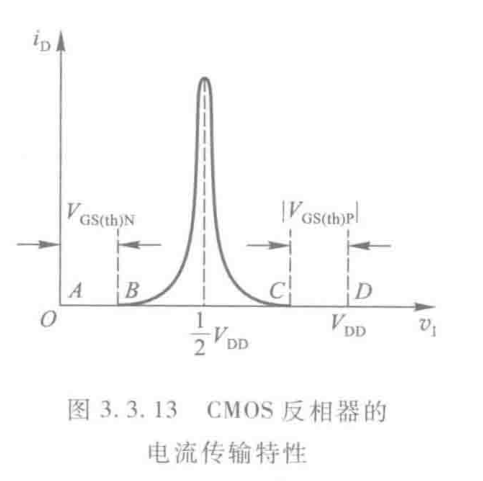 i_D
V_GS(th)N
|V_GS(th)P|
A B C D
O 1/2 V_DD V_DD v_I
图 3.3.13 CMOS 反相器的
电流传输特性